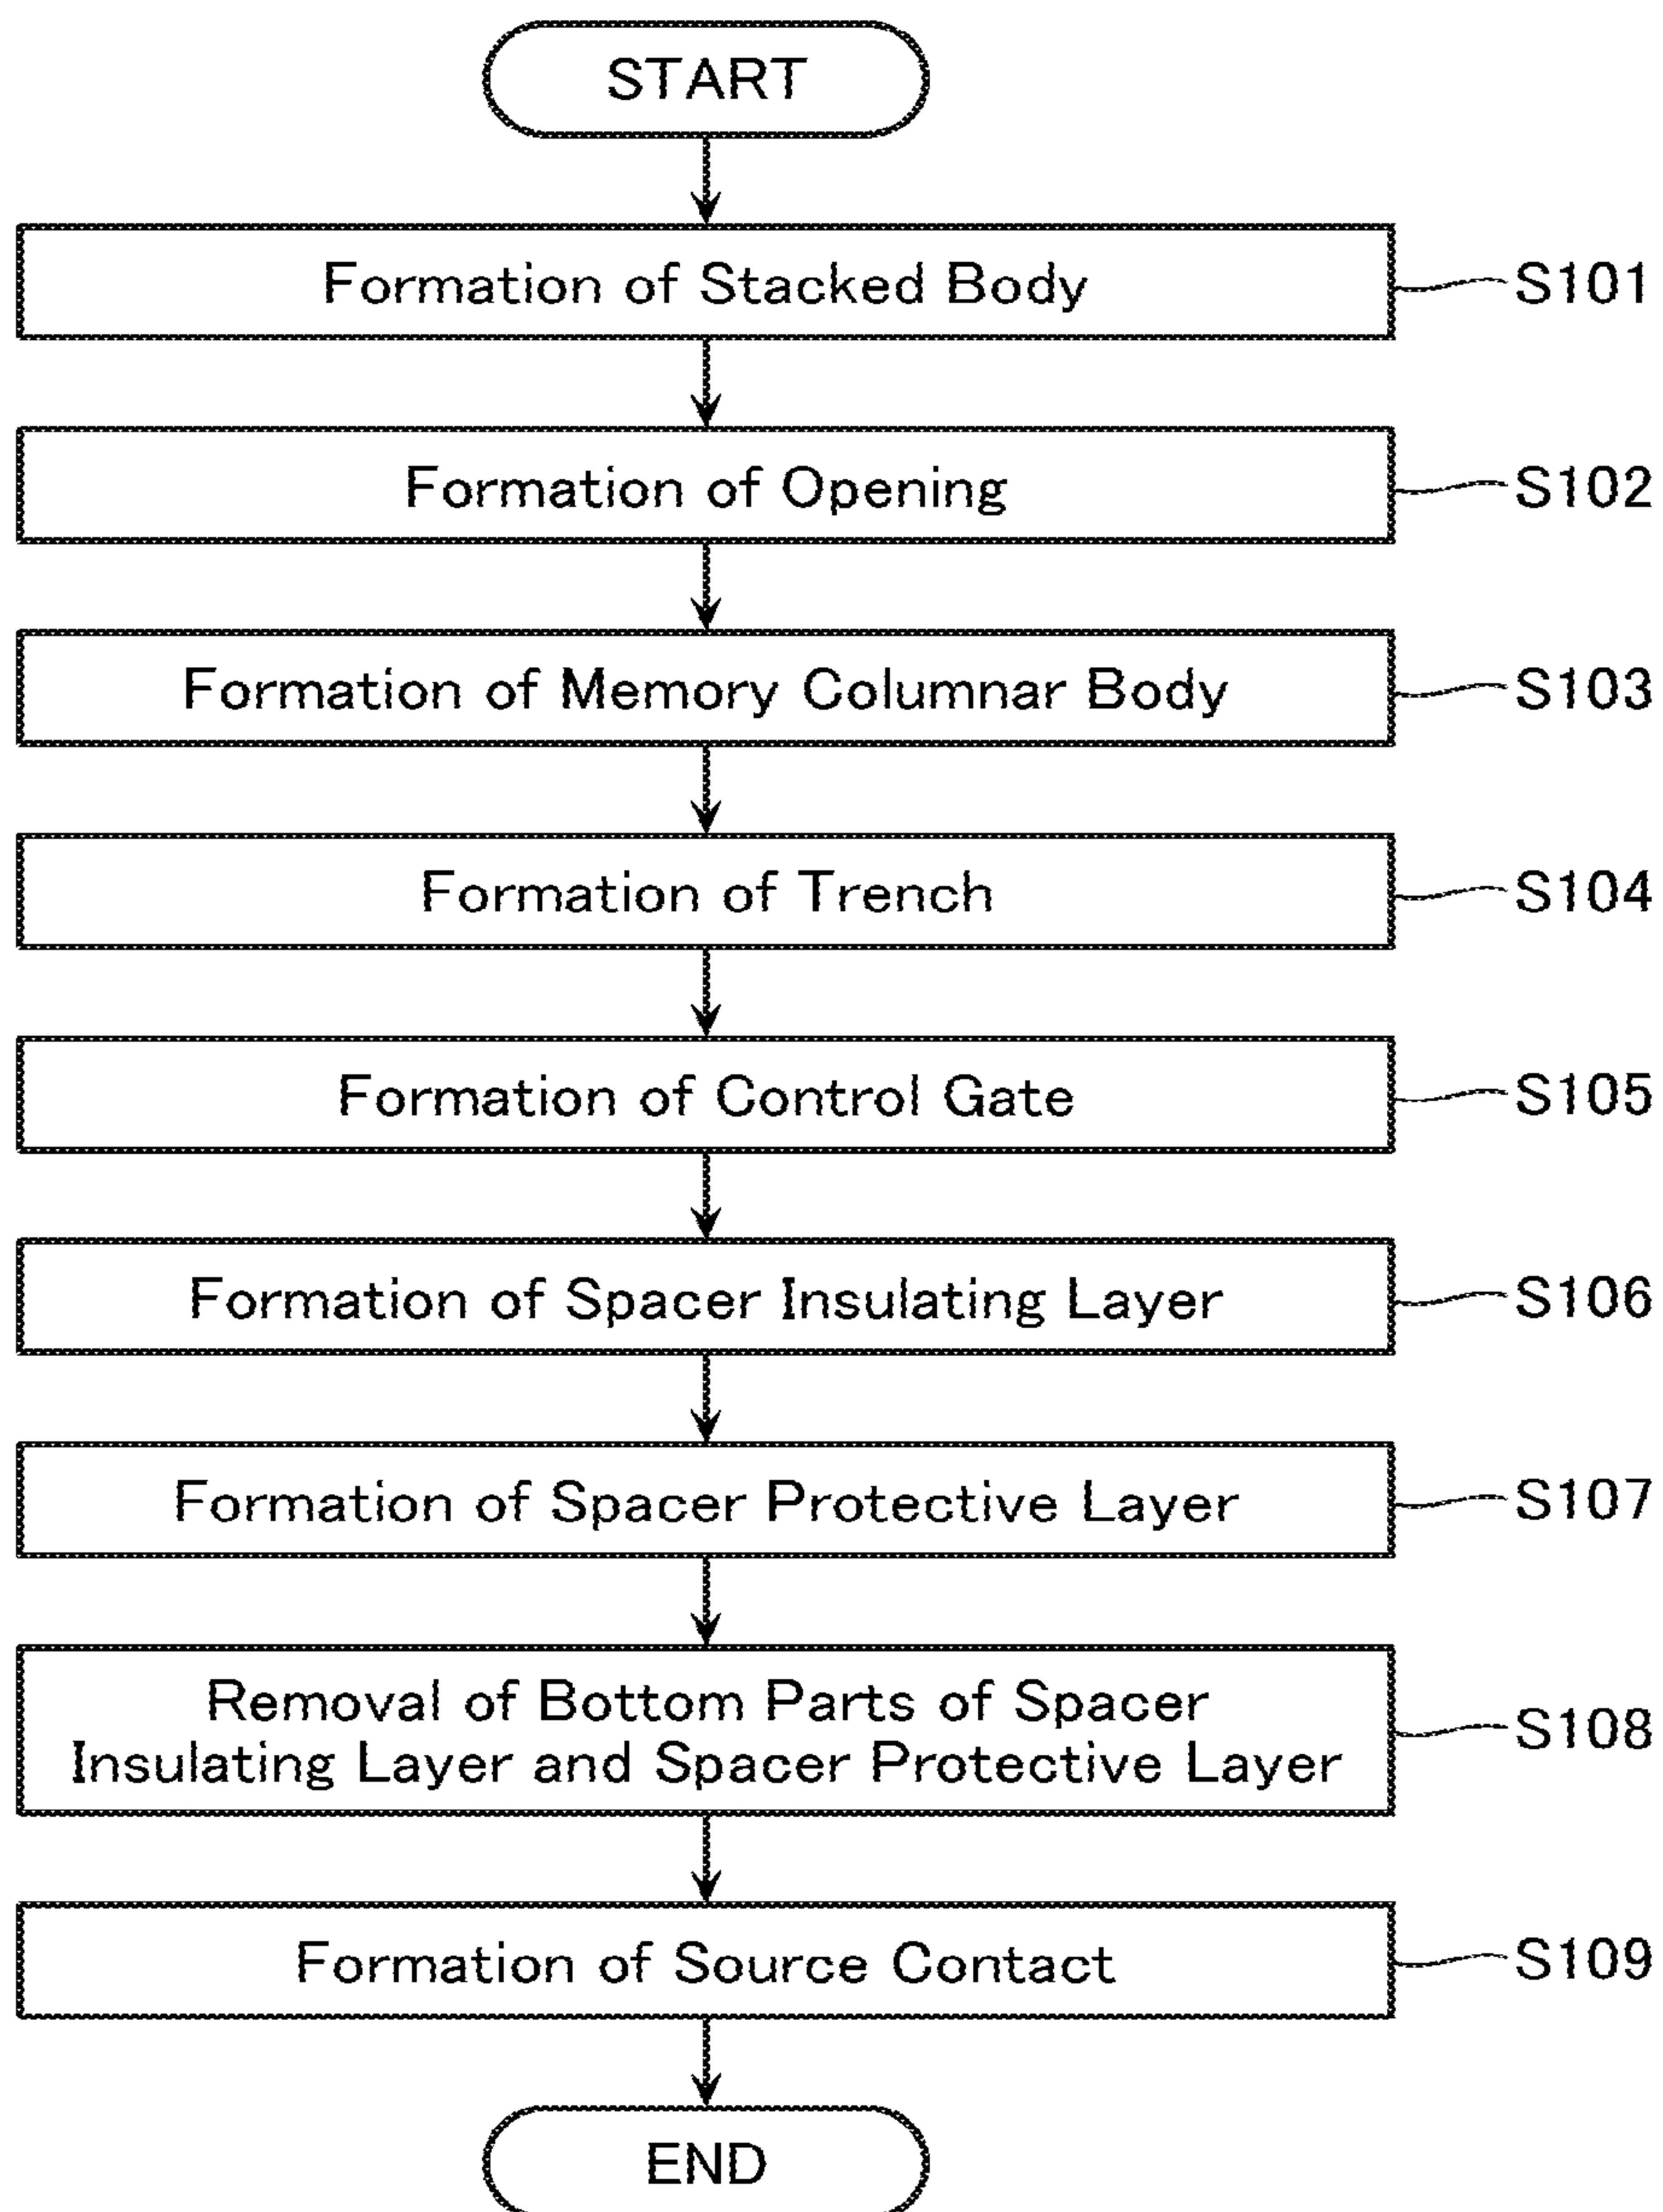 START
Formation of Stacked Body
S101
Formation of Opening
S102
Formation of Memory Columnar Body
S103
Formation of Trench
S104
Formation of Control Gate
S105
Formation of Spacer Insulating Layer
S106
Formation of Spacer Protective Layer
S107
Removal of Bottom Parts of Spacer
Insulating Layer and Spacer Protective Layer
S108
Formation of Source Contact
S109
END